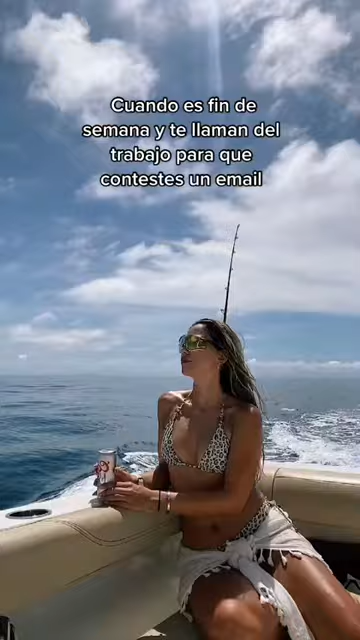 Cuando es fin de
semana y te llaman del
trabajo para que
contestes un email